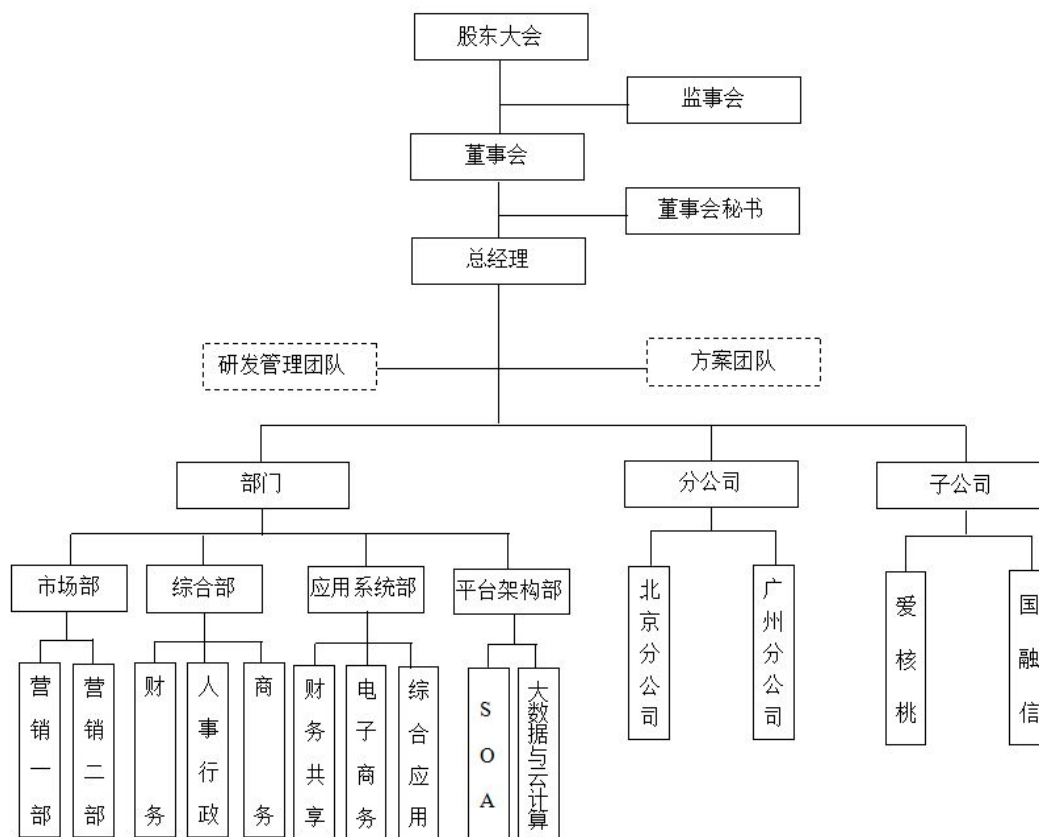 股东大会
监事会
董事会
董事会秘书
总经理
研发管理团队
方案团队
部门
分公司
子公司
市场部
综合部
应用系统部
平台架构部
北京分公司
广州分公司
爱核桃
国融信
营销一部
营销二部
财务
人事行政
商务
财务共享
电子商务
综合应用
SOA
大数据与云计算